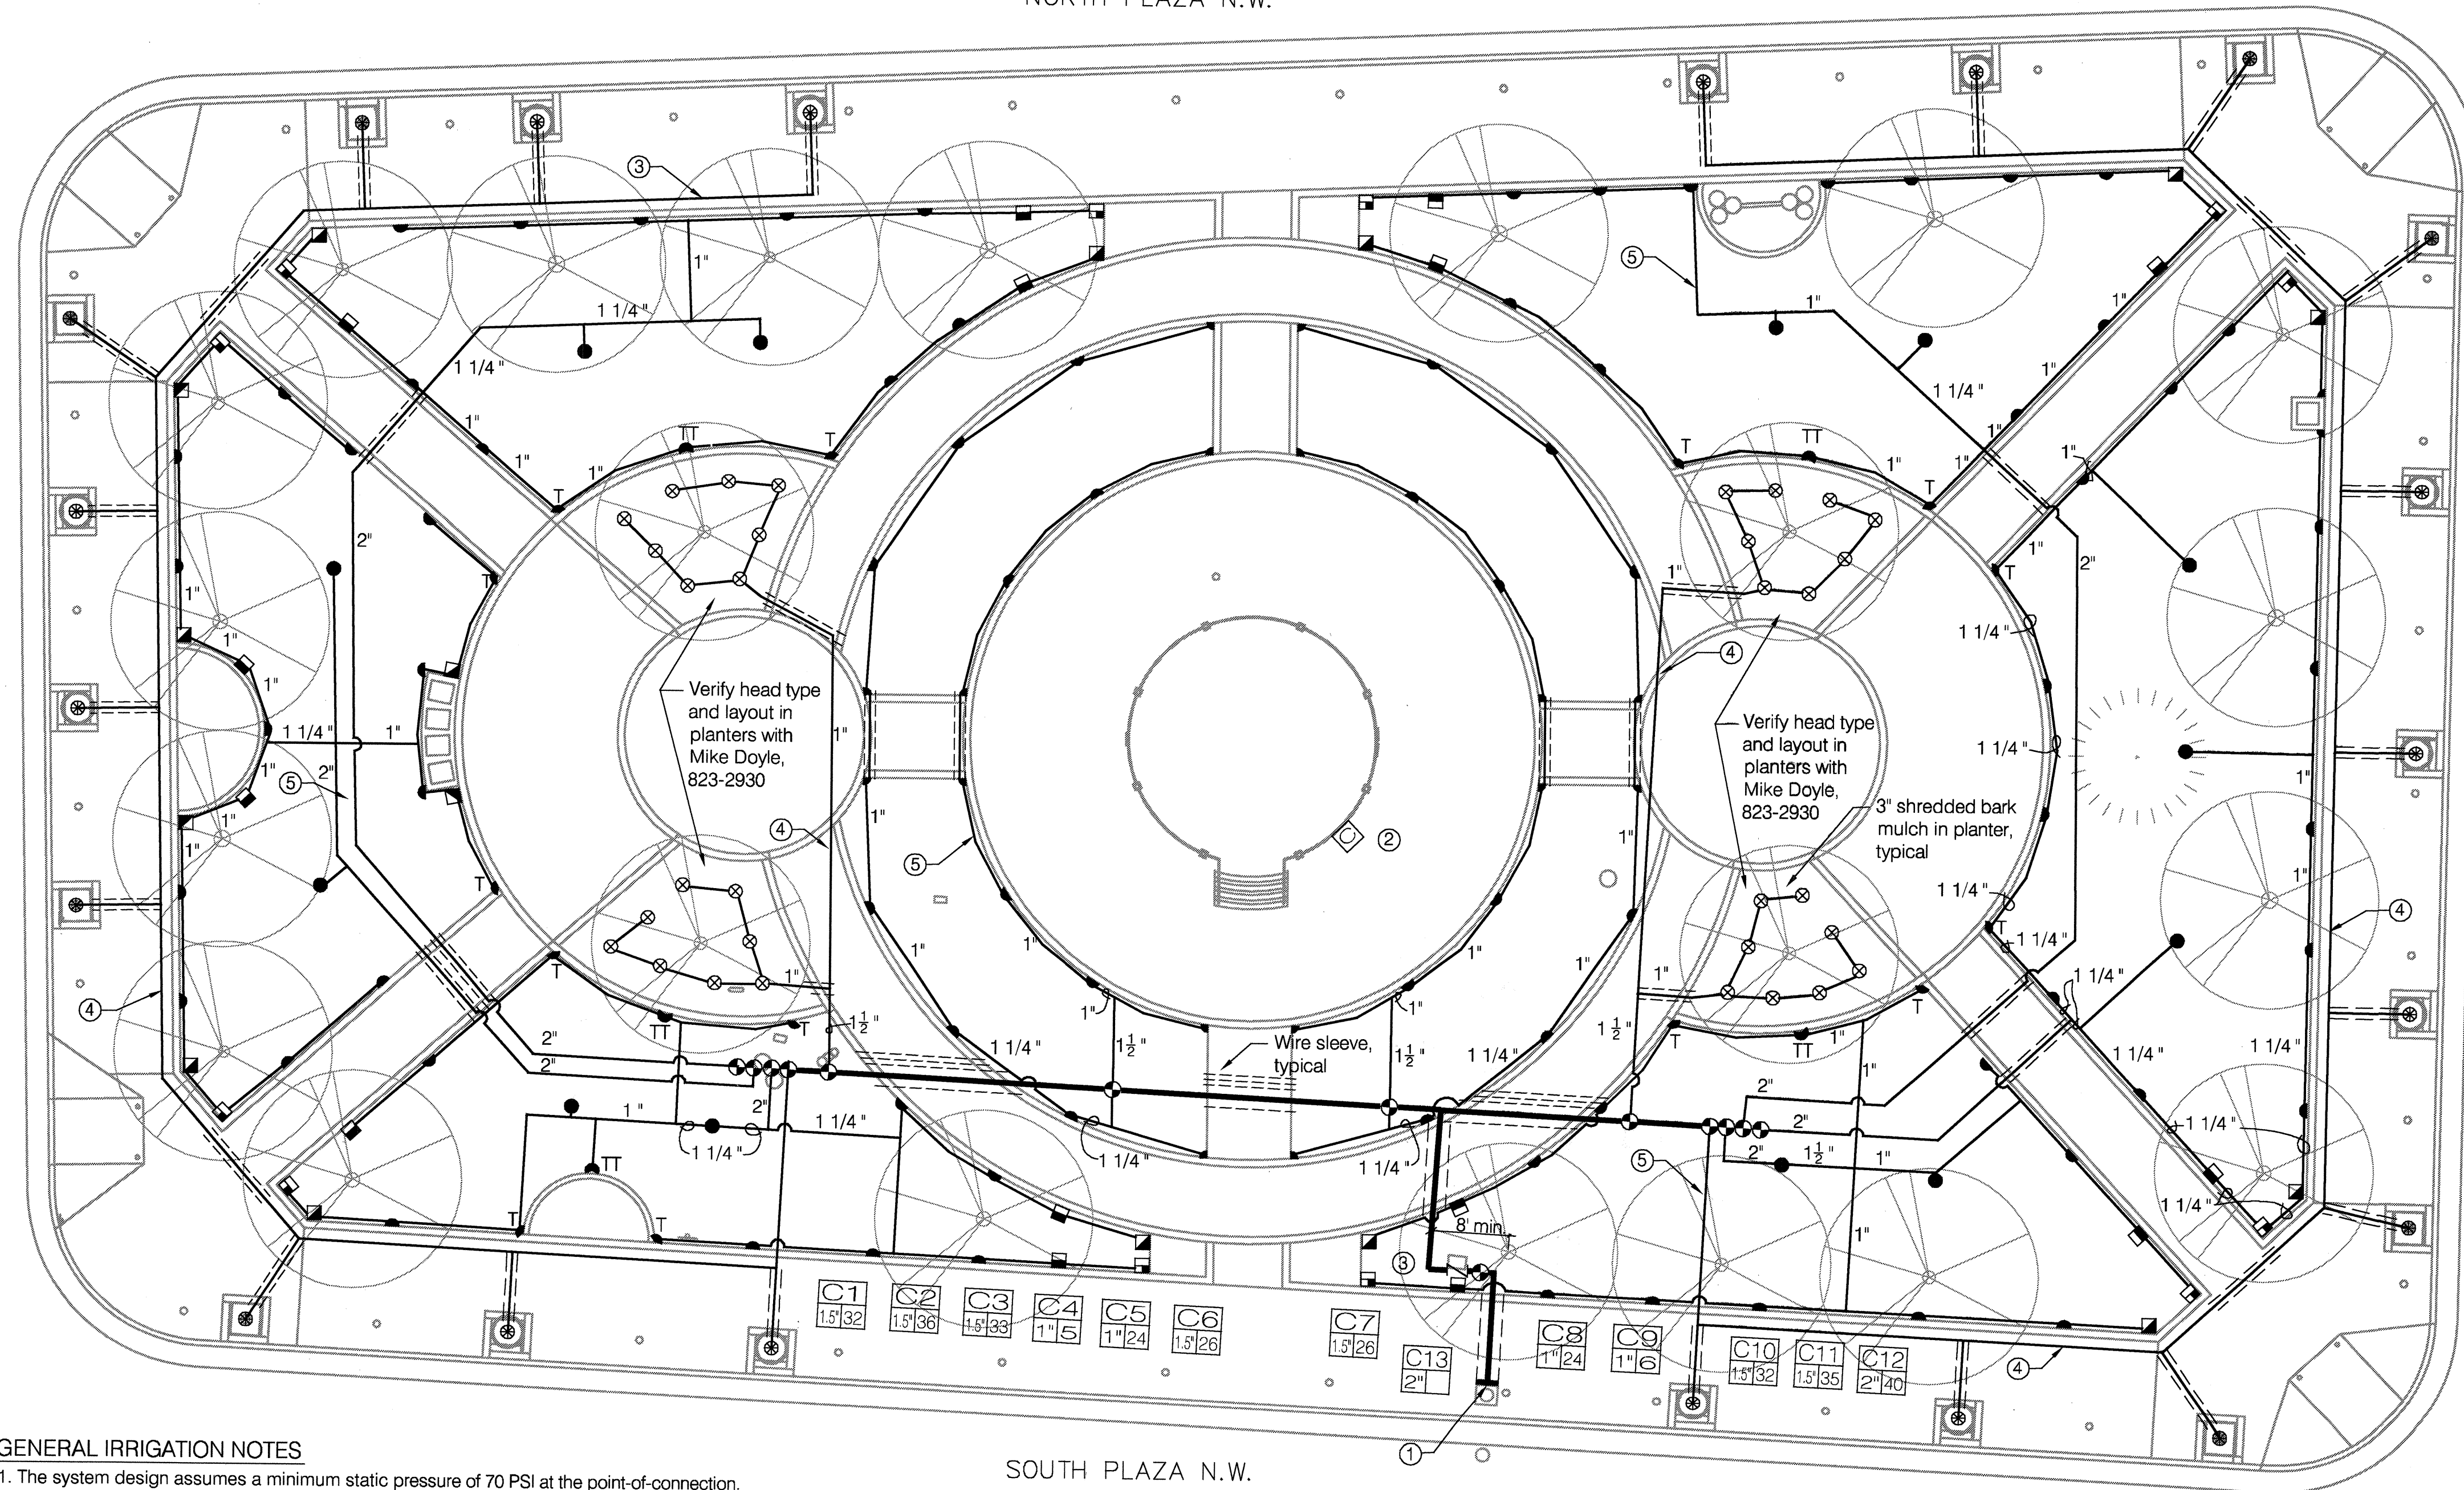 NORTH PLAZA N.W.
3
5
1"
1 1/4"
1"
1 1/4"
1"
1 1/4"
1"
1"
1"
1"
1"
1"
T
TT
T
T
TT
T
2"
1"
1"
1"
2"
T
T
1 1/4"
4
1"
1"
1"
1 1/4"
1"
2"
5
1"
1"
1"
Verify head type
and layout in
planters with
Mike Doyle,
823-2930
1"
4
1"
5
C
2
Verify head type
and layout in
planters with
Mike Doyle,
823-2930
3" shredded bark
mulch in planter,
typical
1 1/4"
1"
1"
1"
1 1/4"
T
T
1 1/4"
4
4
1"
1"
1"
1"
1"
1"
T
TT
T
1"
1 1/2"
1"
1"
1 1/2"
1"
T
TT
T
1"
1 1/4"
2"
2"
2"
1 1/4"
1 1/2"
Wire sleeve,
typical
1 1/2"
1 1/4"
1"
1 1/4"
1 1/4"
1"
1 1/4"
1 1/4"
1 1/4"
1 1/4"
2"
2"
2"
1 1/2"
1"
1 1/4"
5
1 1/4"
TT
T
T
8' min.
3
1"
C1
1.5" 32
C2
1.5" 36
C3
1.5" 33
C4
1" 5
C5
1" 24
C6
1.5" 26
C7
1.5" 26
C13
2"
C8
1" 24
C9
1" 6
C10
1.5" 32
C11
1.5" 35
C12
2" 40
4
1
GENERAL IRRIGATION NOTES
1. The system design assumes a minimum static pressure of 70 PSI at the point-of-connection.
SOUTH PLAZA N.W.